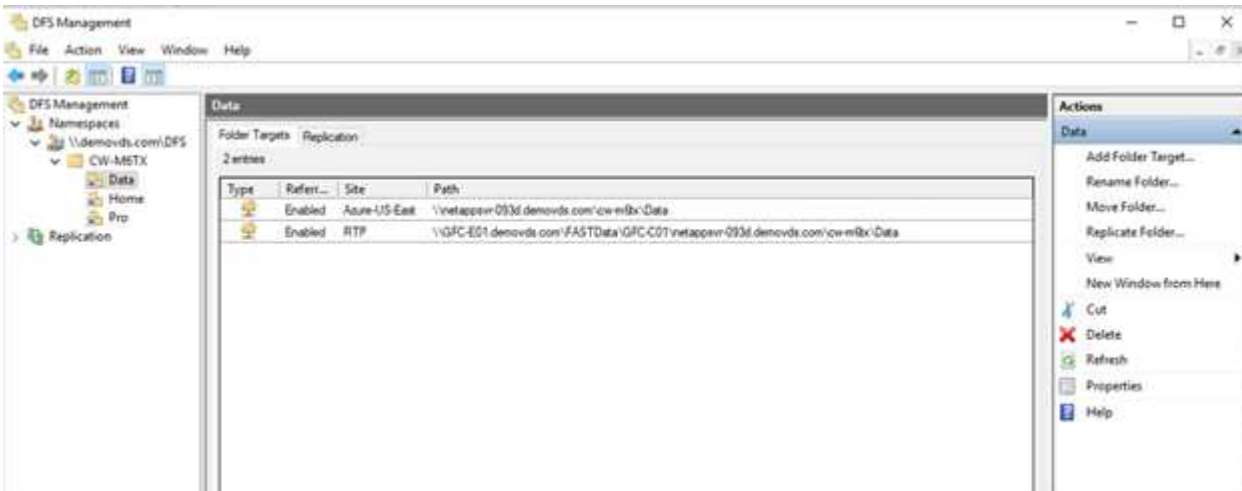 DFS Management
File Action View Window Help
DFS Management
Namespaces
\\demovds.com\DFS
CW-M6TX
Data
Home
Pro
Replication
Data
Folder Targets Replication
2 entries
Type Referr... Site Path
Enabled Azure-US-East \\netappsvr-093d.demovds.com\cw-m6tx\Data
Enabled RTP \\GFC-E01.demovds.com\FASTData\GFC-C01\netappsvr-093d.demovds.com\cw-m6tx\Data
Actions
Data
Add Folder Target...
Rename Folder...
Move Folder...
Replicate Folder...
View
New Window from Here
Cut
Delete
Refresh
Properties
Help